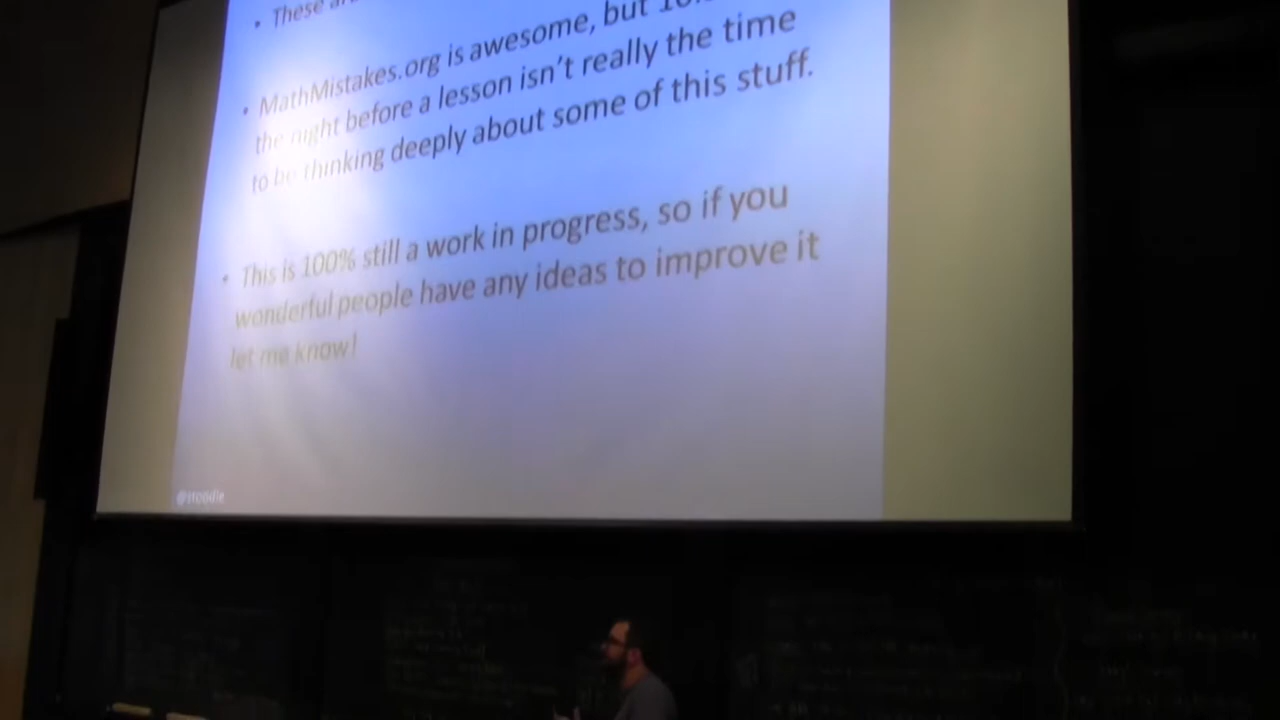 • These
• MathMistakes.org is awesome, but
the night before a lesson isn't really the time
to be thinking deeply about some of this stuff.
• This is 100% still a work in progress, so if you
wonderful people have any ideas to improve it
let me know!
@stoodle